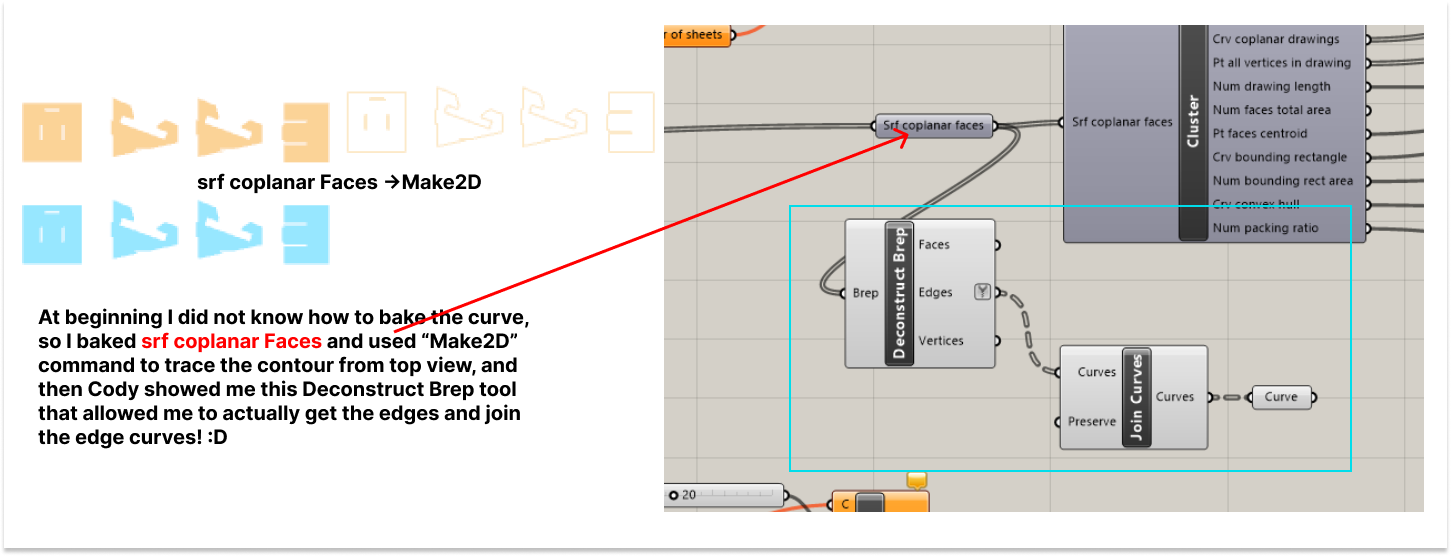 srf coplanar Faces →Make2D
At beginning I did not know how to bake the curve,
so I baked srf coplanar Faces and used “Make2D”
command to trace the contour from top view, and
then Cody showed me this Deconstruct Brep tool
that allowed me to actually get the edges and join
the edge curves! :D
r of sheets
Srf coplanar faces
Srf coplanar faces
Cluster
Crv coplanar drawings
Pt all vertices in drawing
Num drawing length
Num faces total area
Pt faces centroid
Crv bounding rectangle
Num bounding rect area
Crv convex hull
Num packing ratio
Brep
Deconstruct Brep
Faces
Edges
Vertices
Curves
Preserve
Join Curves
Curves
Curve
20
C